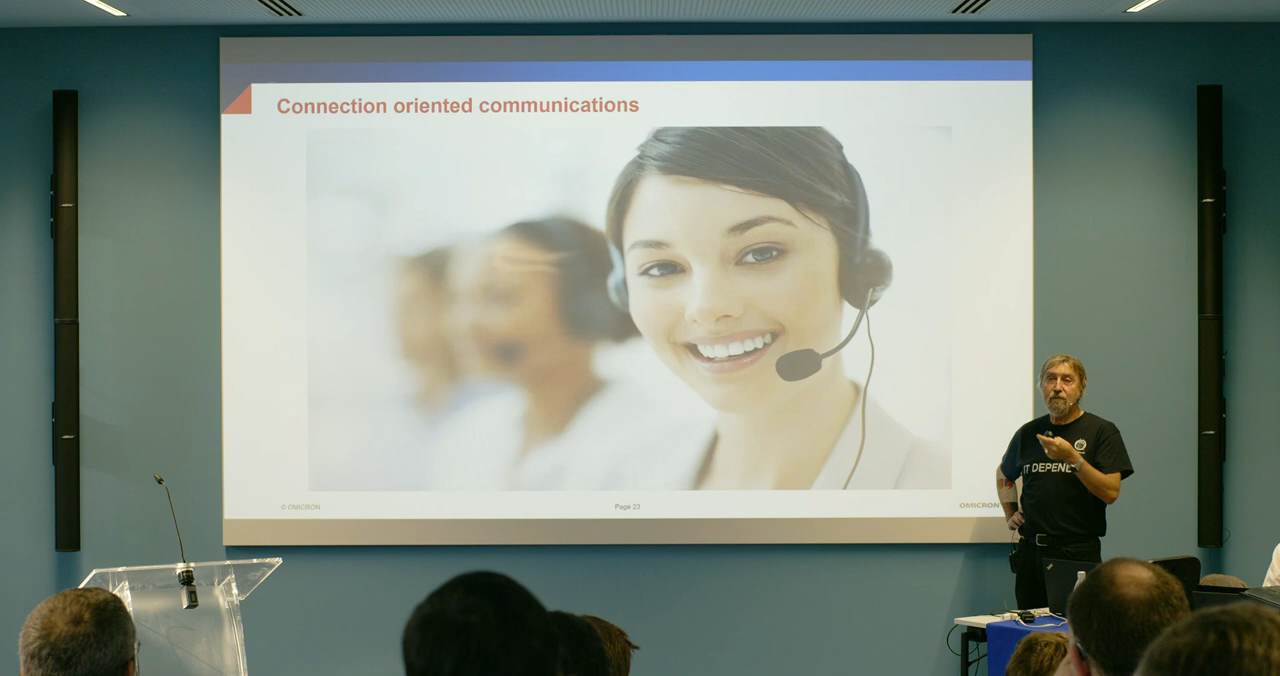 Connection oriented communications
© OMICRON
Page 23
OMICRON
IT DEPEND